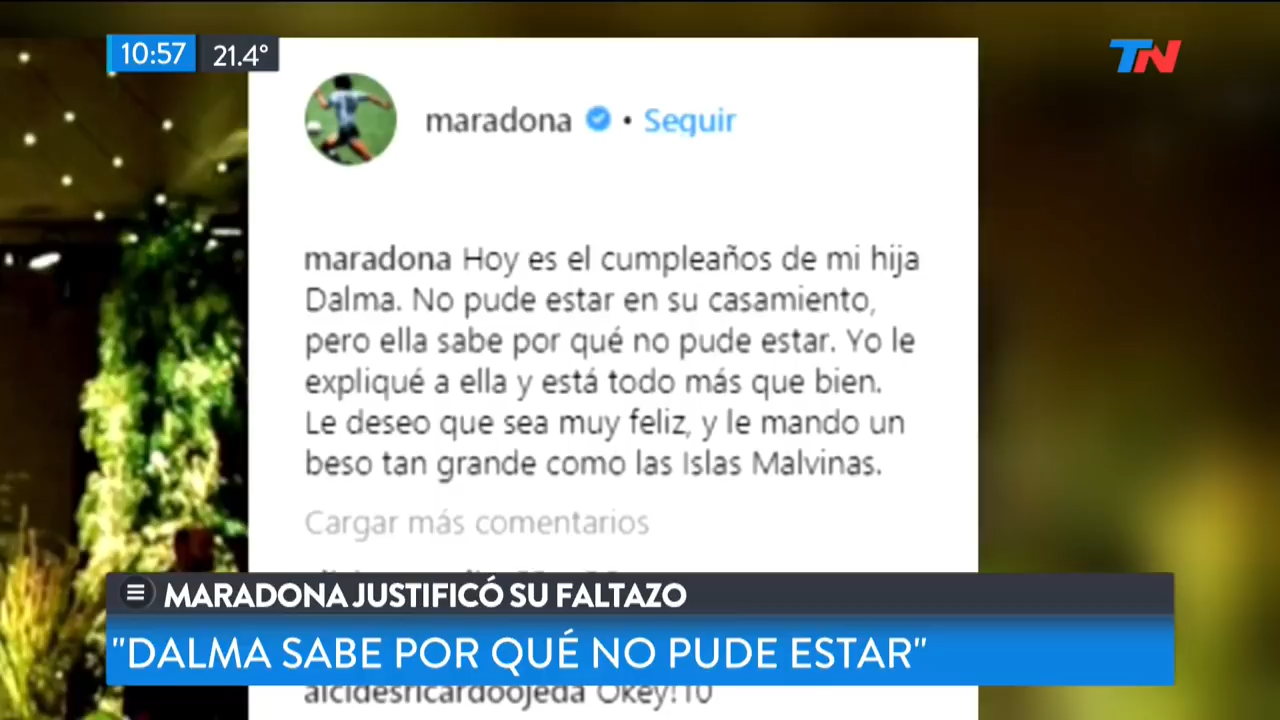 10:57 21.4°
TN
maradona • Seguir
maradona Hoy es el cumpleaños de mi hija
Dalma. No pude estar en su casamiento,
pero ella sabe por qué no pude estar. Yo le
expliqué a ella y está todo más que bien.
Le deseo que sea muy feliz, y le mando un
beso tan grande como las Islas Malvinas.
Cargar más comentarios
MARADONA JUSTIFICÓ SU FALTAZO
"DALMA SABE POR QUÉ NO PUDE ESTAR"
alcidesricardoojeda Okey!10